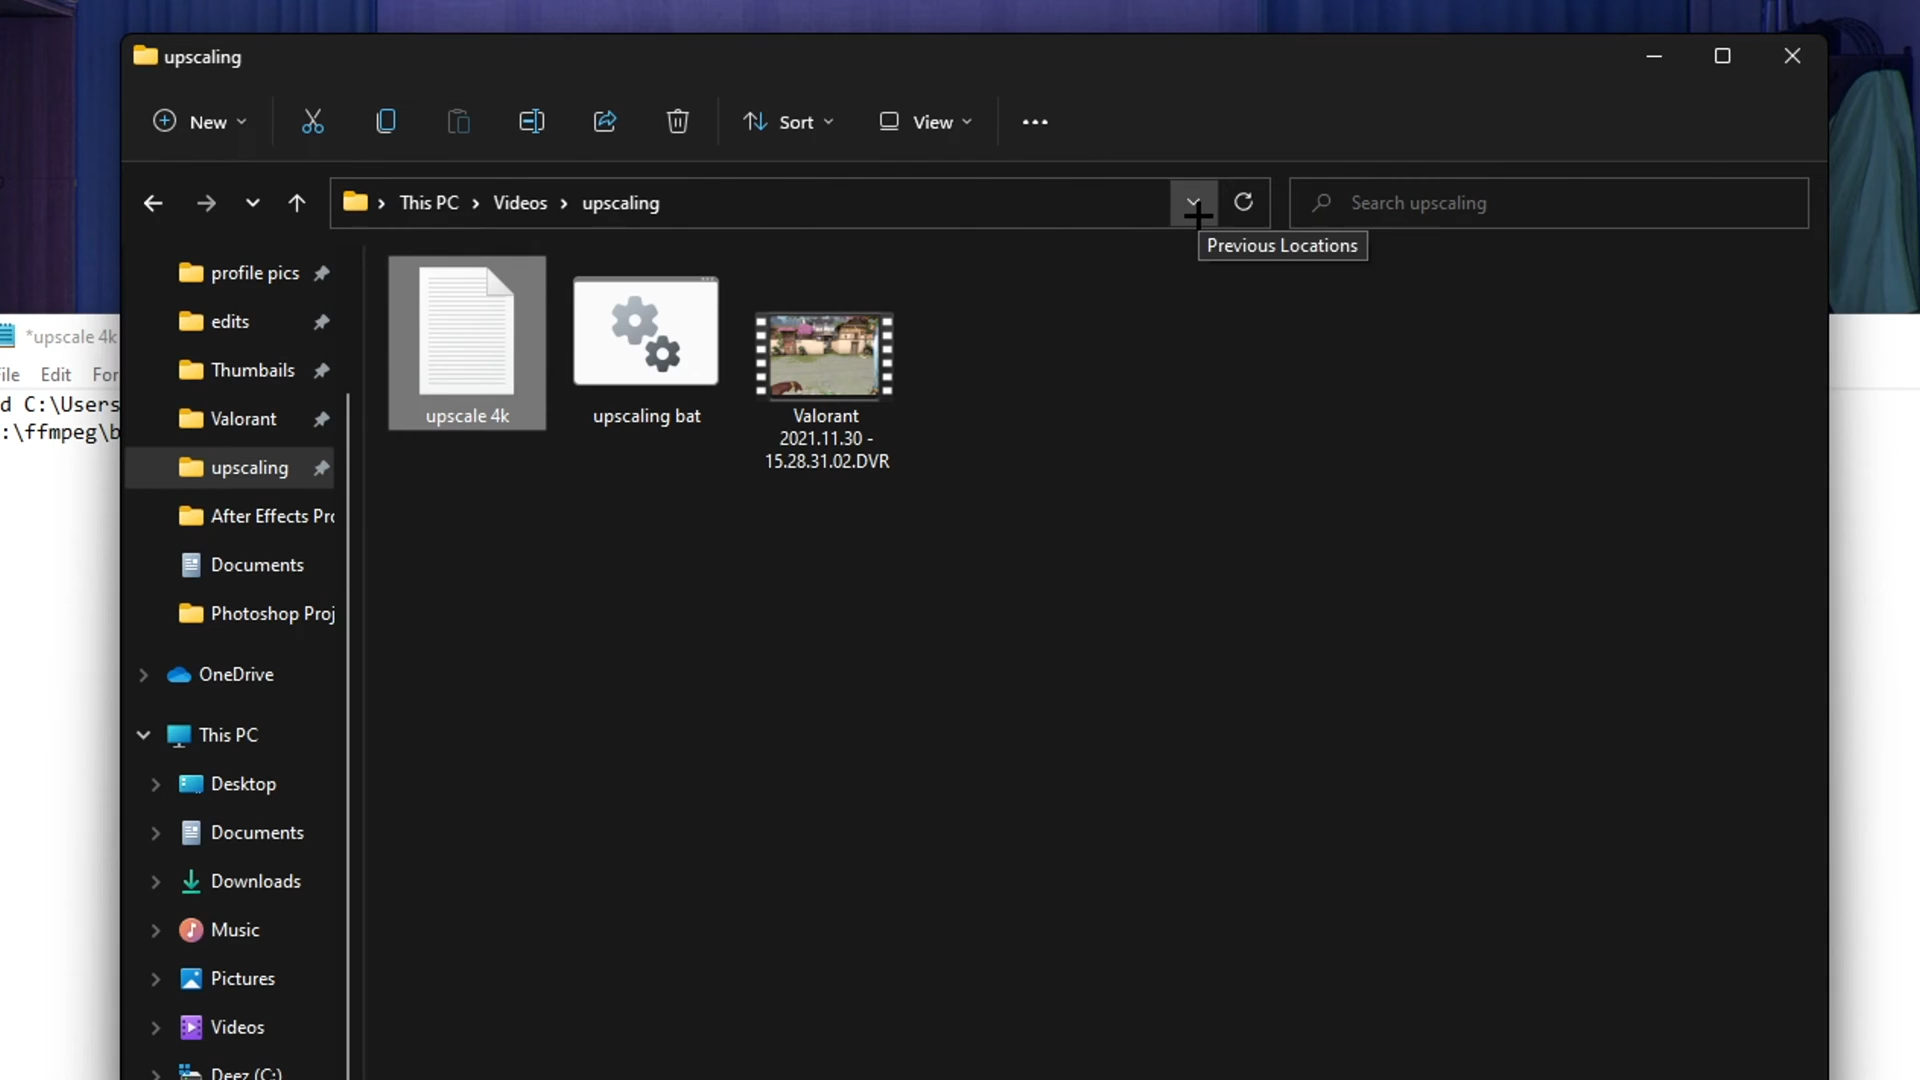 upscaling
New
Sort
View
This PC
Videos
upscaling
Search upscaling
Previous Locations
profile pics
edits
Thumbails
Valorant
upscaling
After Effects Pro
Documents
Photoshop Proj
OneDrive
This PC
Desktop
Documents
Downloads
Music
Pictures
Videos
Deez (C:)
upscale 4k
upscaling bat
Valorant
2021.11.30 -
15.28.31.02.DVR
*upscale 4k
ile Edit For
d C:\Users
:\ffmpeg\b